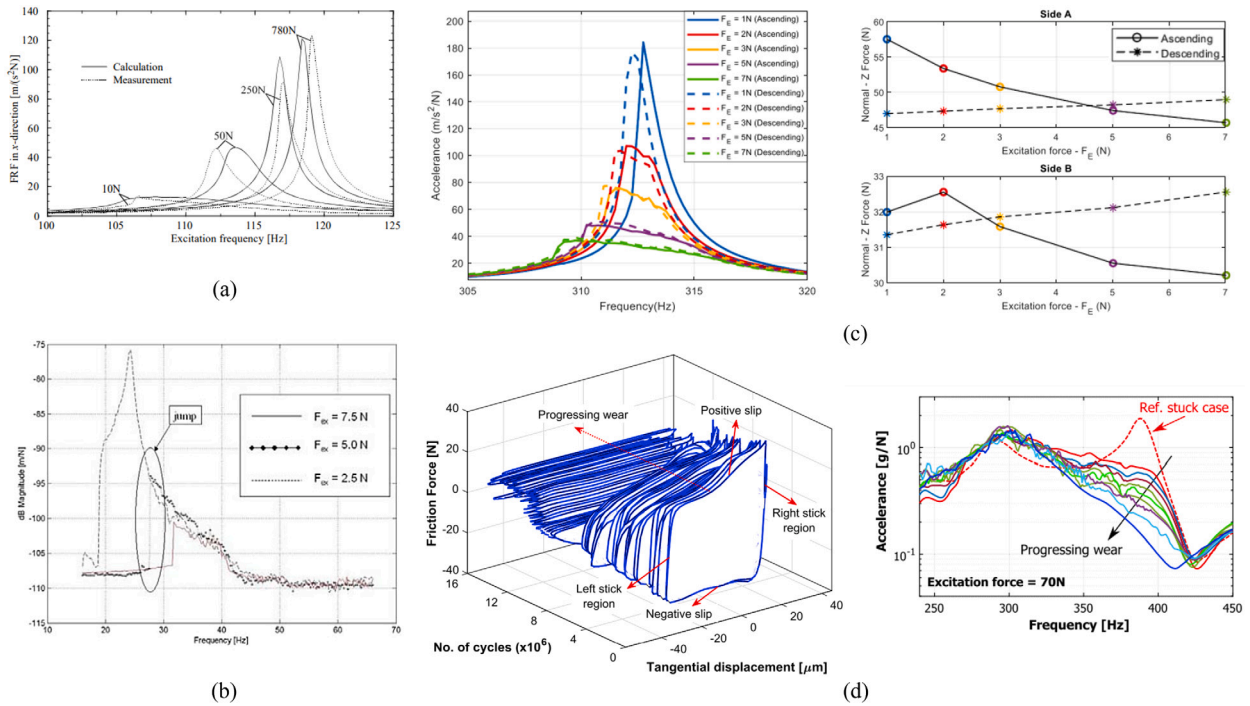 FRF in x-direction [m/(s²N)]
140
120
100
80
60
40
20
0
780N
Calculation
Measurement
250N
50N
10N
100 105 110 115 120 125
Excitation frequency [Hz]
(a)
Accelerance (m/s²/N)
200
180
160
140
120
100
80
60
40
20
F_E = 1N (Ascending)
F_E = 2N (Ascending)
F_E = 3N (Ascending)
F_E = 5N (Ascending)
F_E = 7N (Ascending)
F_E = 1N (Descending)
F_E = 2N (Descending)
F_E = 3N (Descending)
F_E = 5N (Descending)
F_E = 7N (Descending)
305 310 315 320
Frequency(Hz)
Side A
Normal - Z Force (N)
60
55
50
45
Ascending
Descending
1 2 3 4 5 6 7
Excitation force - F_E (N)
Side B
Normal - Z Force (N)
33
32
31
30
1 2 3 4 5 6 7
Excitation force - F_E (N)
(c)
dB Magnitude [m/N]
-75
-80
-85
-90
-95
-100
-105
-110
-115
jump
F_ex = 7.5 N
F_ex = 5.0 N
F_ex = 2.5 N
10 20 30 40 50 60 70
Frequency [Hz]
(b)
Friction Force [N]
40
20
0
-20
-40
Progressing wear
Positive slip
Right stick
region
Left stick
region
Negative slip
16
12
8
4
0
No. of cycles (x10⁶)
-40
-20
0
20
40
Tangential displacement [μm]
Accelerance [g/N]
10⁰
10⁻¹
Ref. stuck case
Progressing wear
Excitation force = 70N
250 300 350 400 450
Frequency [Hz]
(d)